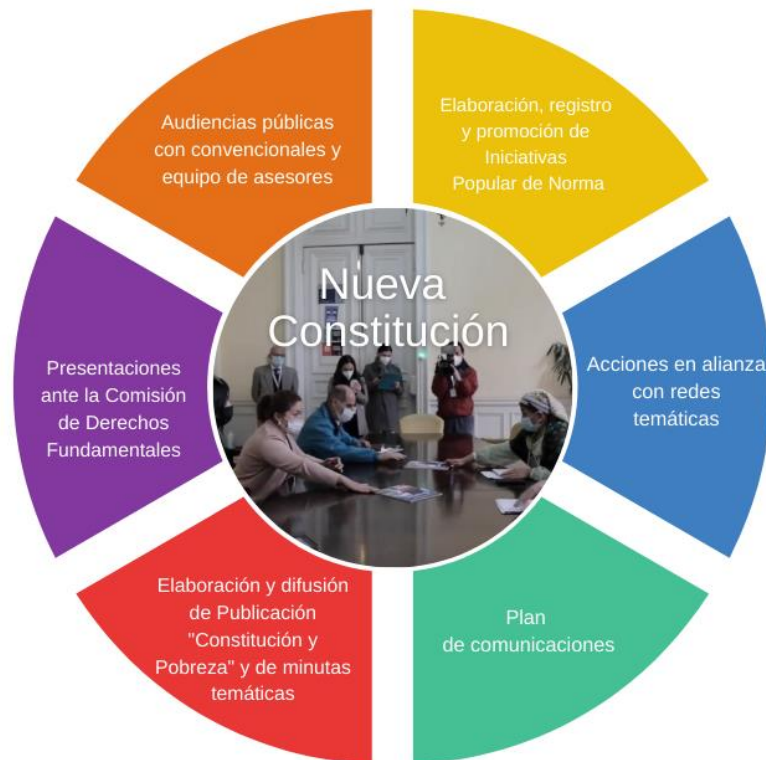 Audiencias públicas
con convencionales y
equipo de asesores
Elaboración, registro
y promoción de
Iniciativas
Popular de Norma
Nueva
Constitución
Presentaciones
ante la Comisión
de Derechos
Fundamentales
Acciones en alianza
con redes
temáticas
Elaboración y difusión
de Publicación
"Constitución y
Pobreza" y de minutas
temáticas
Plan
de comunicaciones